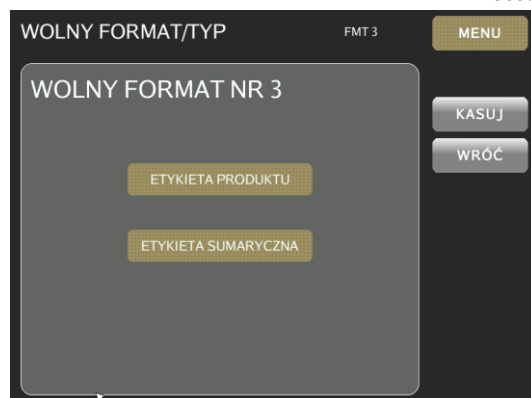 WOLNY FORMAT/TYP FMT 3 MENU
WOLNY FORMAT NR 3
KASUJ
WRÓĆ
ETYKIETA PRODUKTU
ETYKIETA SUMARYCZNA